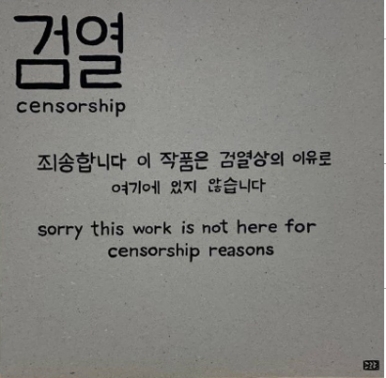 검열
censorship
죄송합니다 이 작품은 검열상의 이유로
여기에 있지 않습니다
sorry this work is not here for
censorship reasons